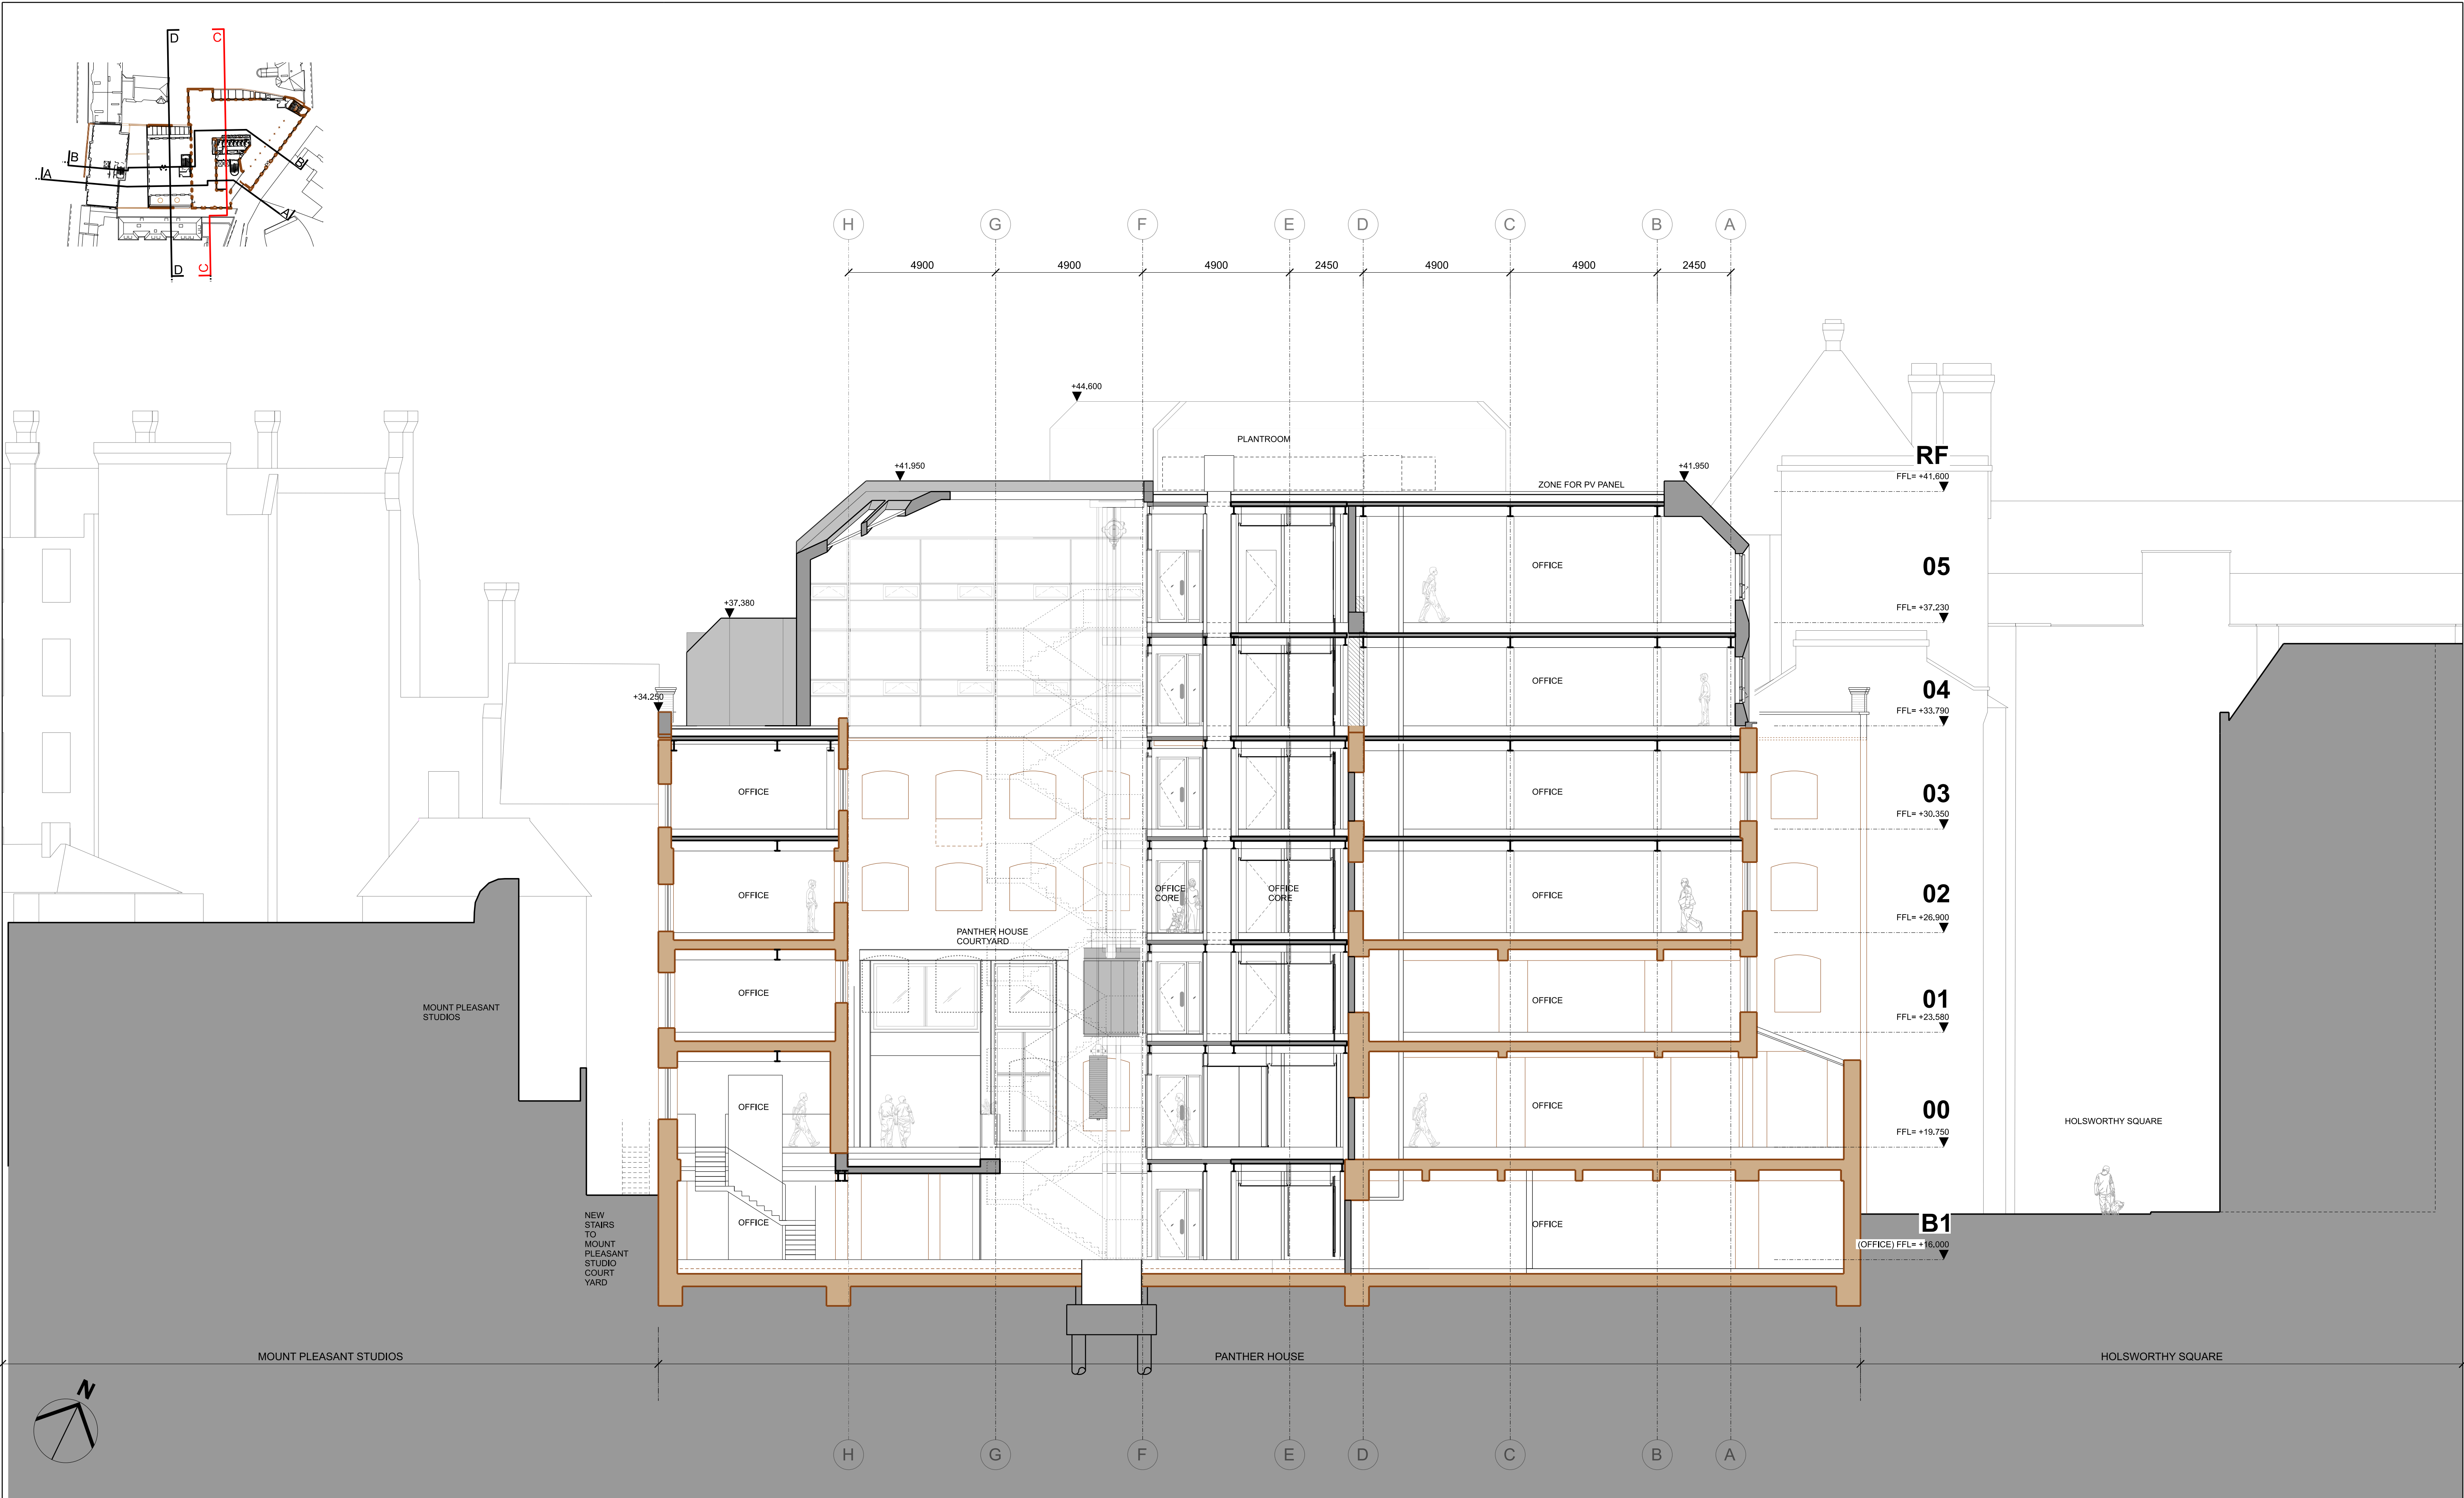 D
C
B
A
B
A
D
C
H
G
F
E
D
C
B
A
4900
4900
4900
2450
4900
4900
2450
+44,600
PLANTROOM
+41,950
+41,950
RF
FFL= +41,600
ZONE FOR PV PANEL
OFFICE
05
+37,380
FFL= +37,230
OFFICE
04
+34,250
FFL= +33,790
OFFICE
OFFICE
03
FFL= +30,350
OFFICE
OFFICE
CORE
OFFICE
CORE
OFFICE
02
FFL= +26,900
PANTHER HOUSE
COURTYARD
OFFICE
OFFICE
01
MOUNT PLEASANT
STUDIOS
FFL= +23,580
OFFICE
OFFICE
00
HOLSWORTHY SQUARE
FFL= +19,750
NEW
STAIRS
TO
MOUNT
PLEASANT
STUDIO
COURT
YARD
OFFICE
OFFICE
B1
(OFFICE) FFL= +16,000
MOUNT PLEASANT STUDIOS
PANTHER HOUSE
HOLSWORTHY SQUARE
N
H
G
F
E
D
C
B
A